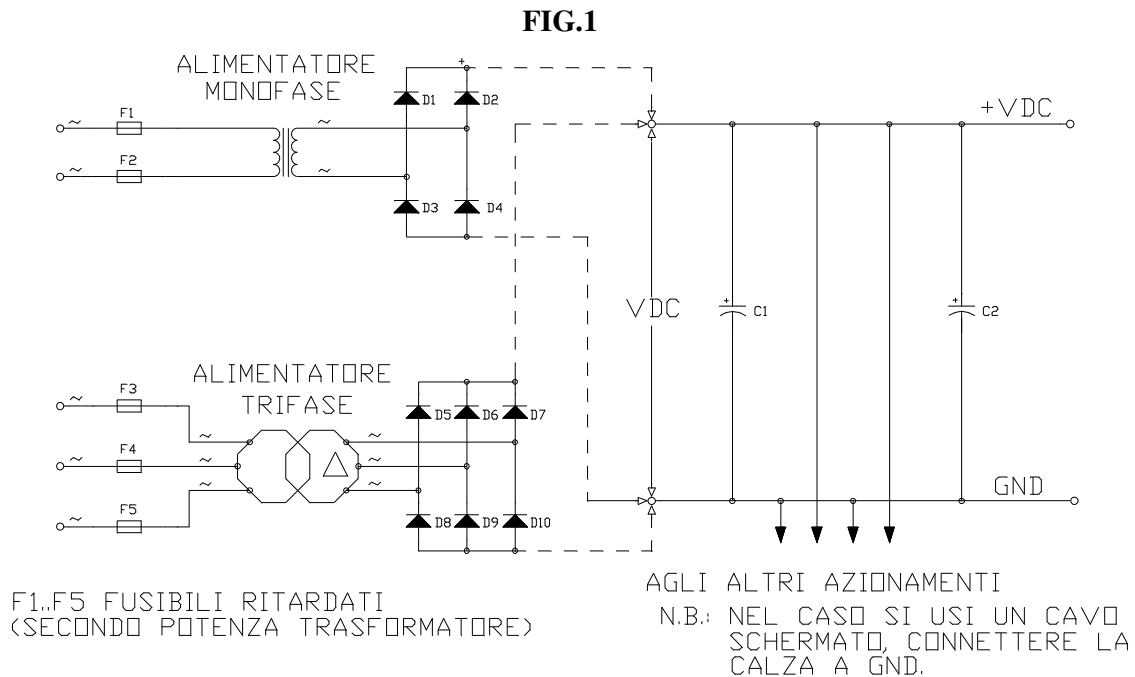 FIG.1
ALIMENTATORE
MONOFASE
+
D1
D2
~
F1
~
+VDC
F2
~
~
D3
D4
VDC
+
C1
+
C2
ALIMENTATORE
TRIFASE
F3
~
D5
D6
D7
~
~
F4
~
~
~
F5
~
~
~
GND
D8
D9
D10
AGLI ALTRI AZIONAMENTI
F1..F5 FUSIBILI RITARDATI
(SECONDO POTENZA TRASFORMATORE)
N.B.: NEL CASO SI USI UN CAVO
SCHERMATO, CONNETTERE LA
CALZA A GND.